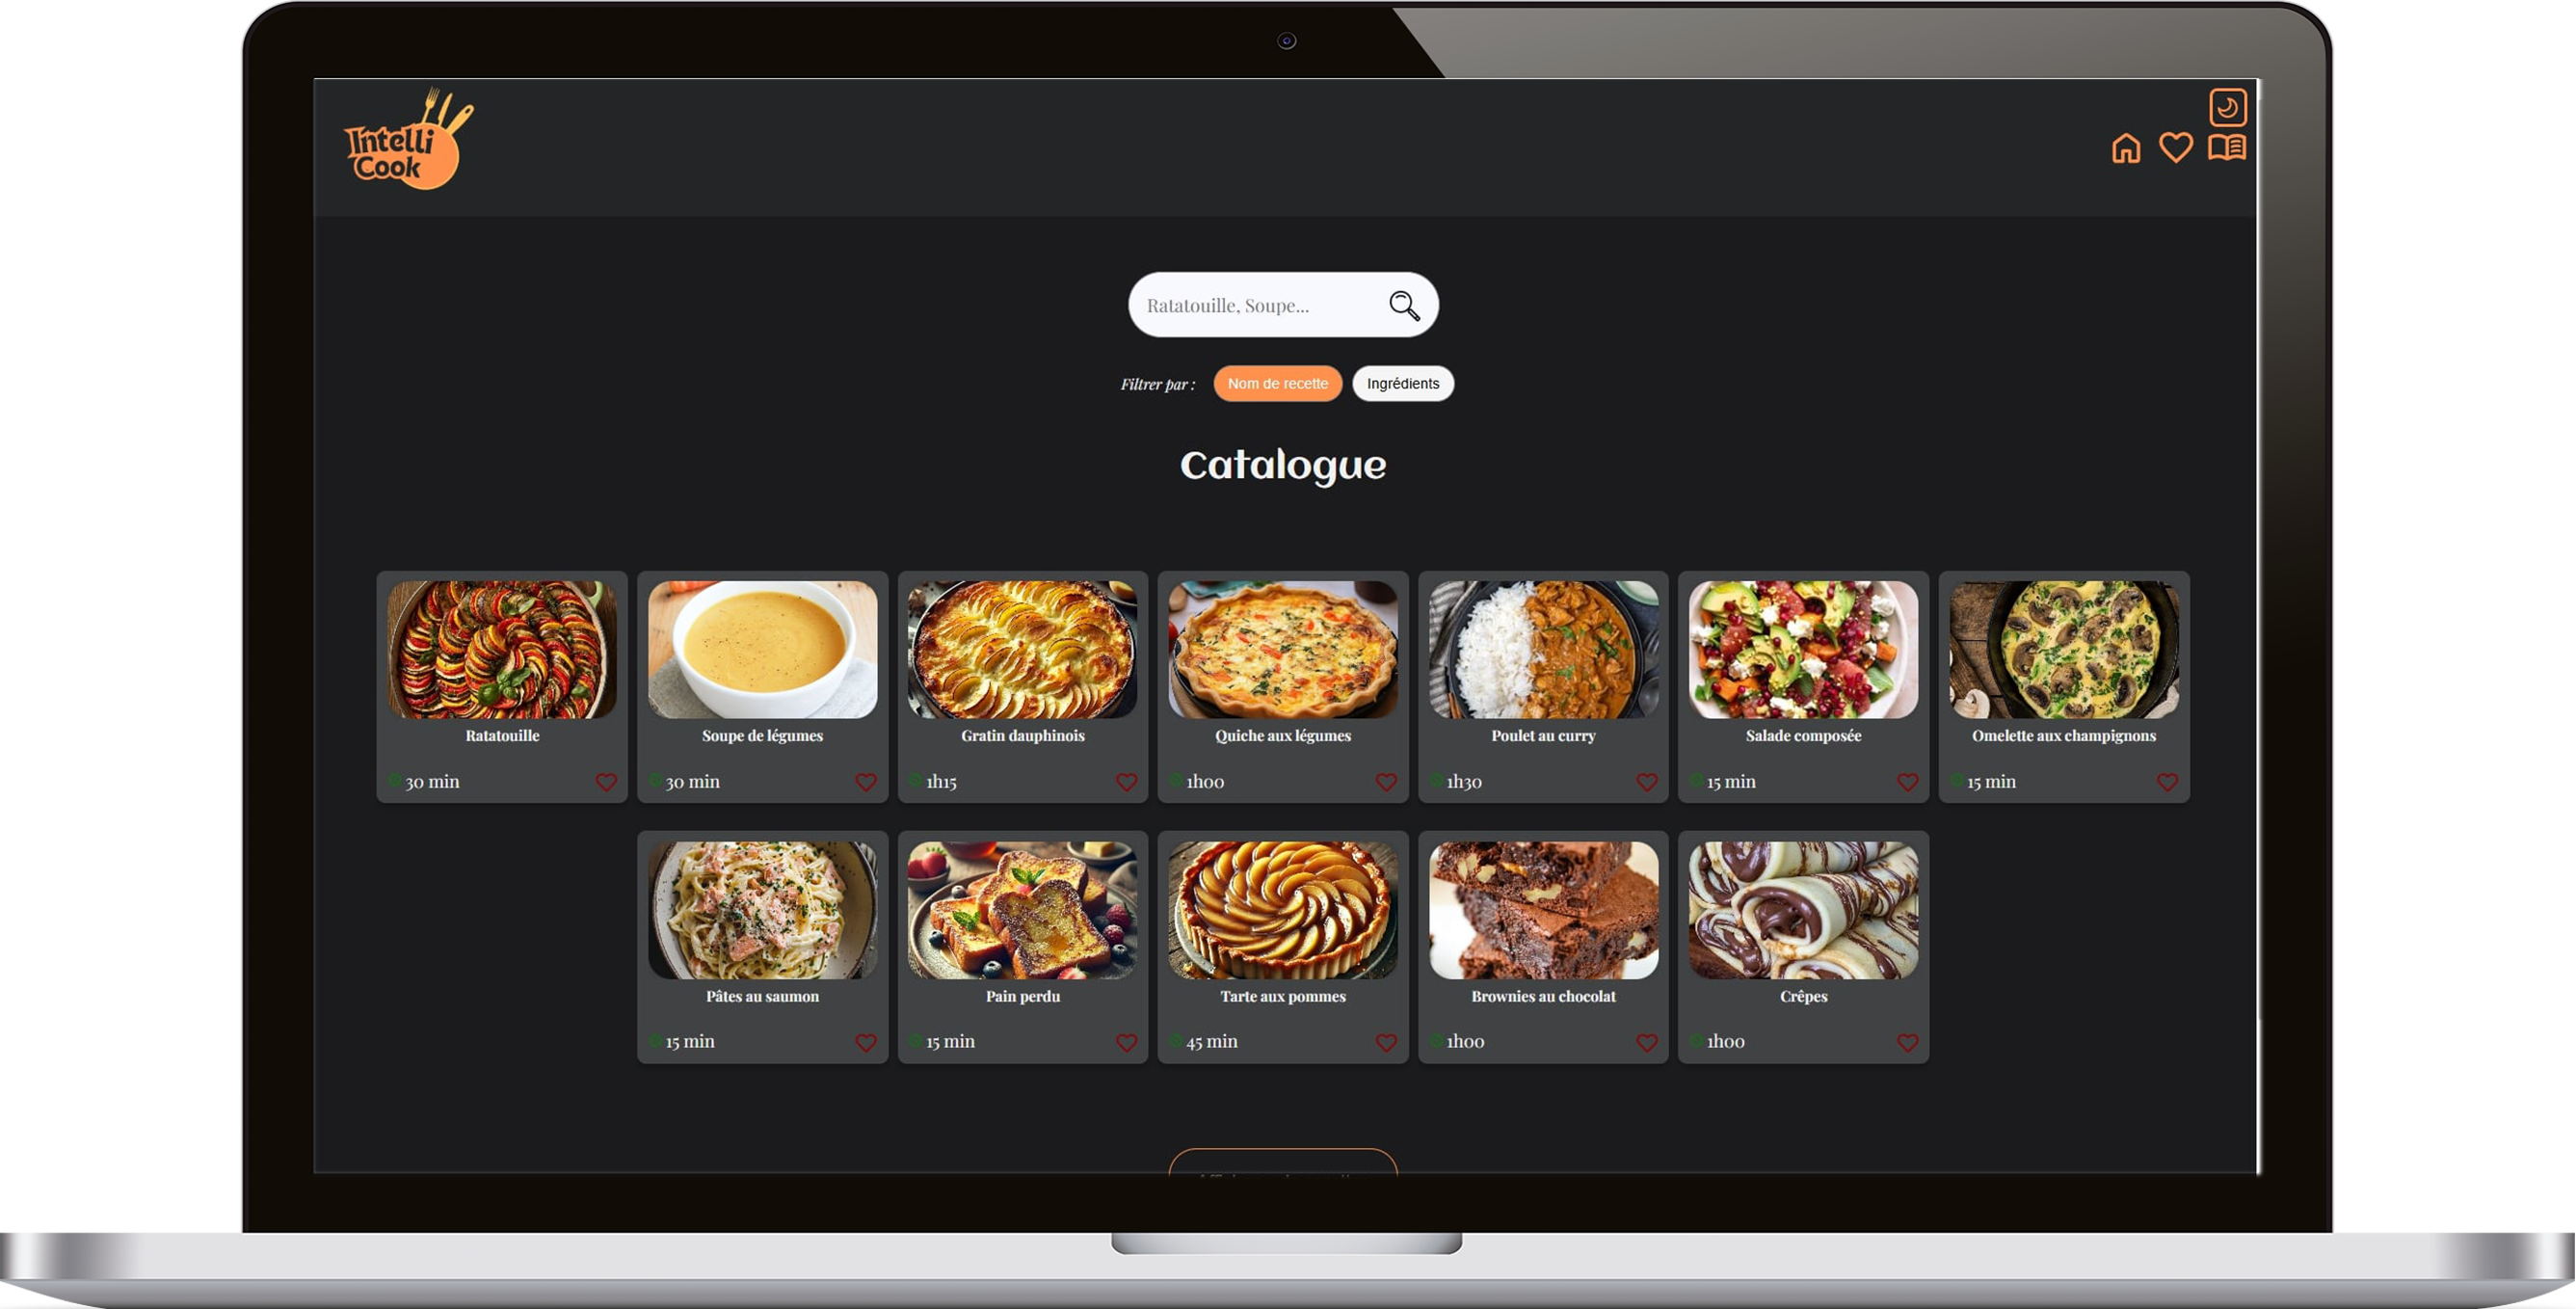 Intelli
Cook
Ratatouille, Soupe...
Filtrer par :
Nom de recette
Ingrédients
Catalogue
Ratatouille
30 min
Soupe de légumes
30 min
Gratin dauphinois
1h15
Quiche aux légumes
1h00
Poulet au curry
1h30
Salade composée
15 min
Omelette aux champignons
15 min
Pâtes au saumon
15 min
Pain perdu
15 min
Tarte aux pommes
45 min
Brownies au chocolat
1h00
Crêpes
1h00